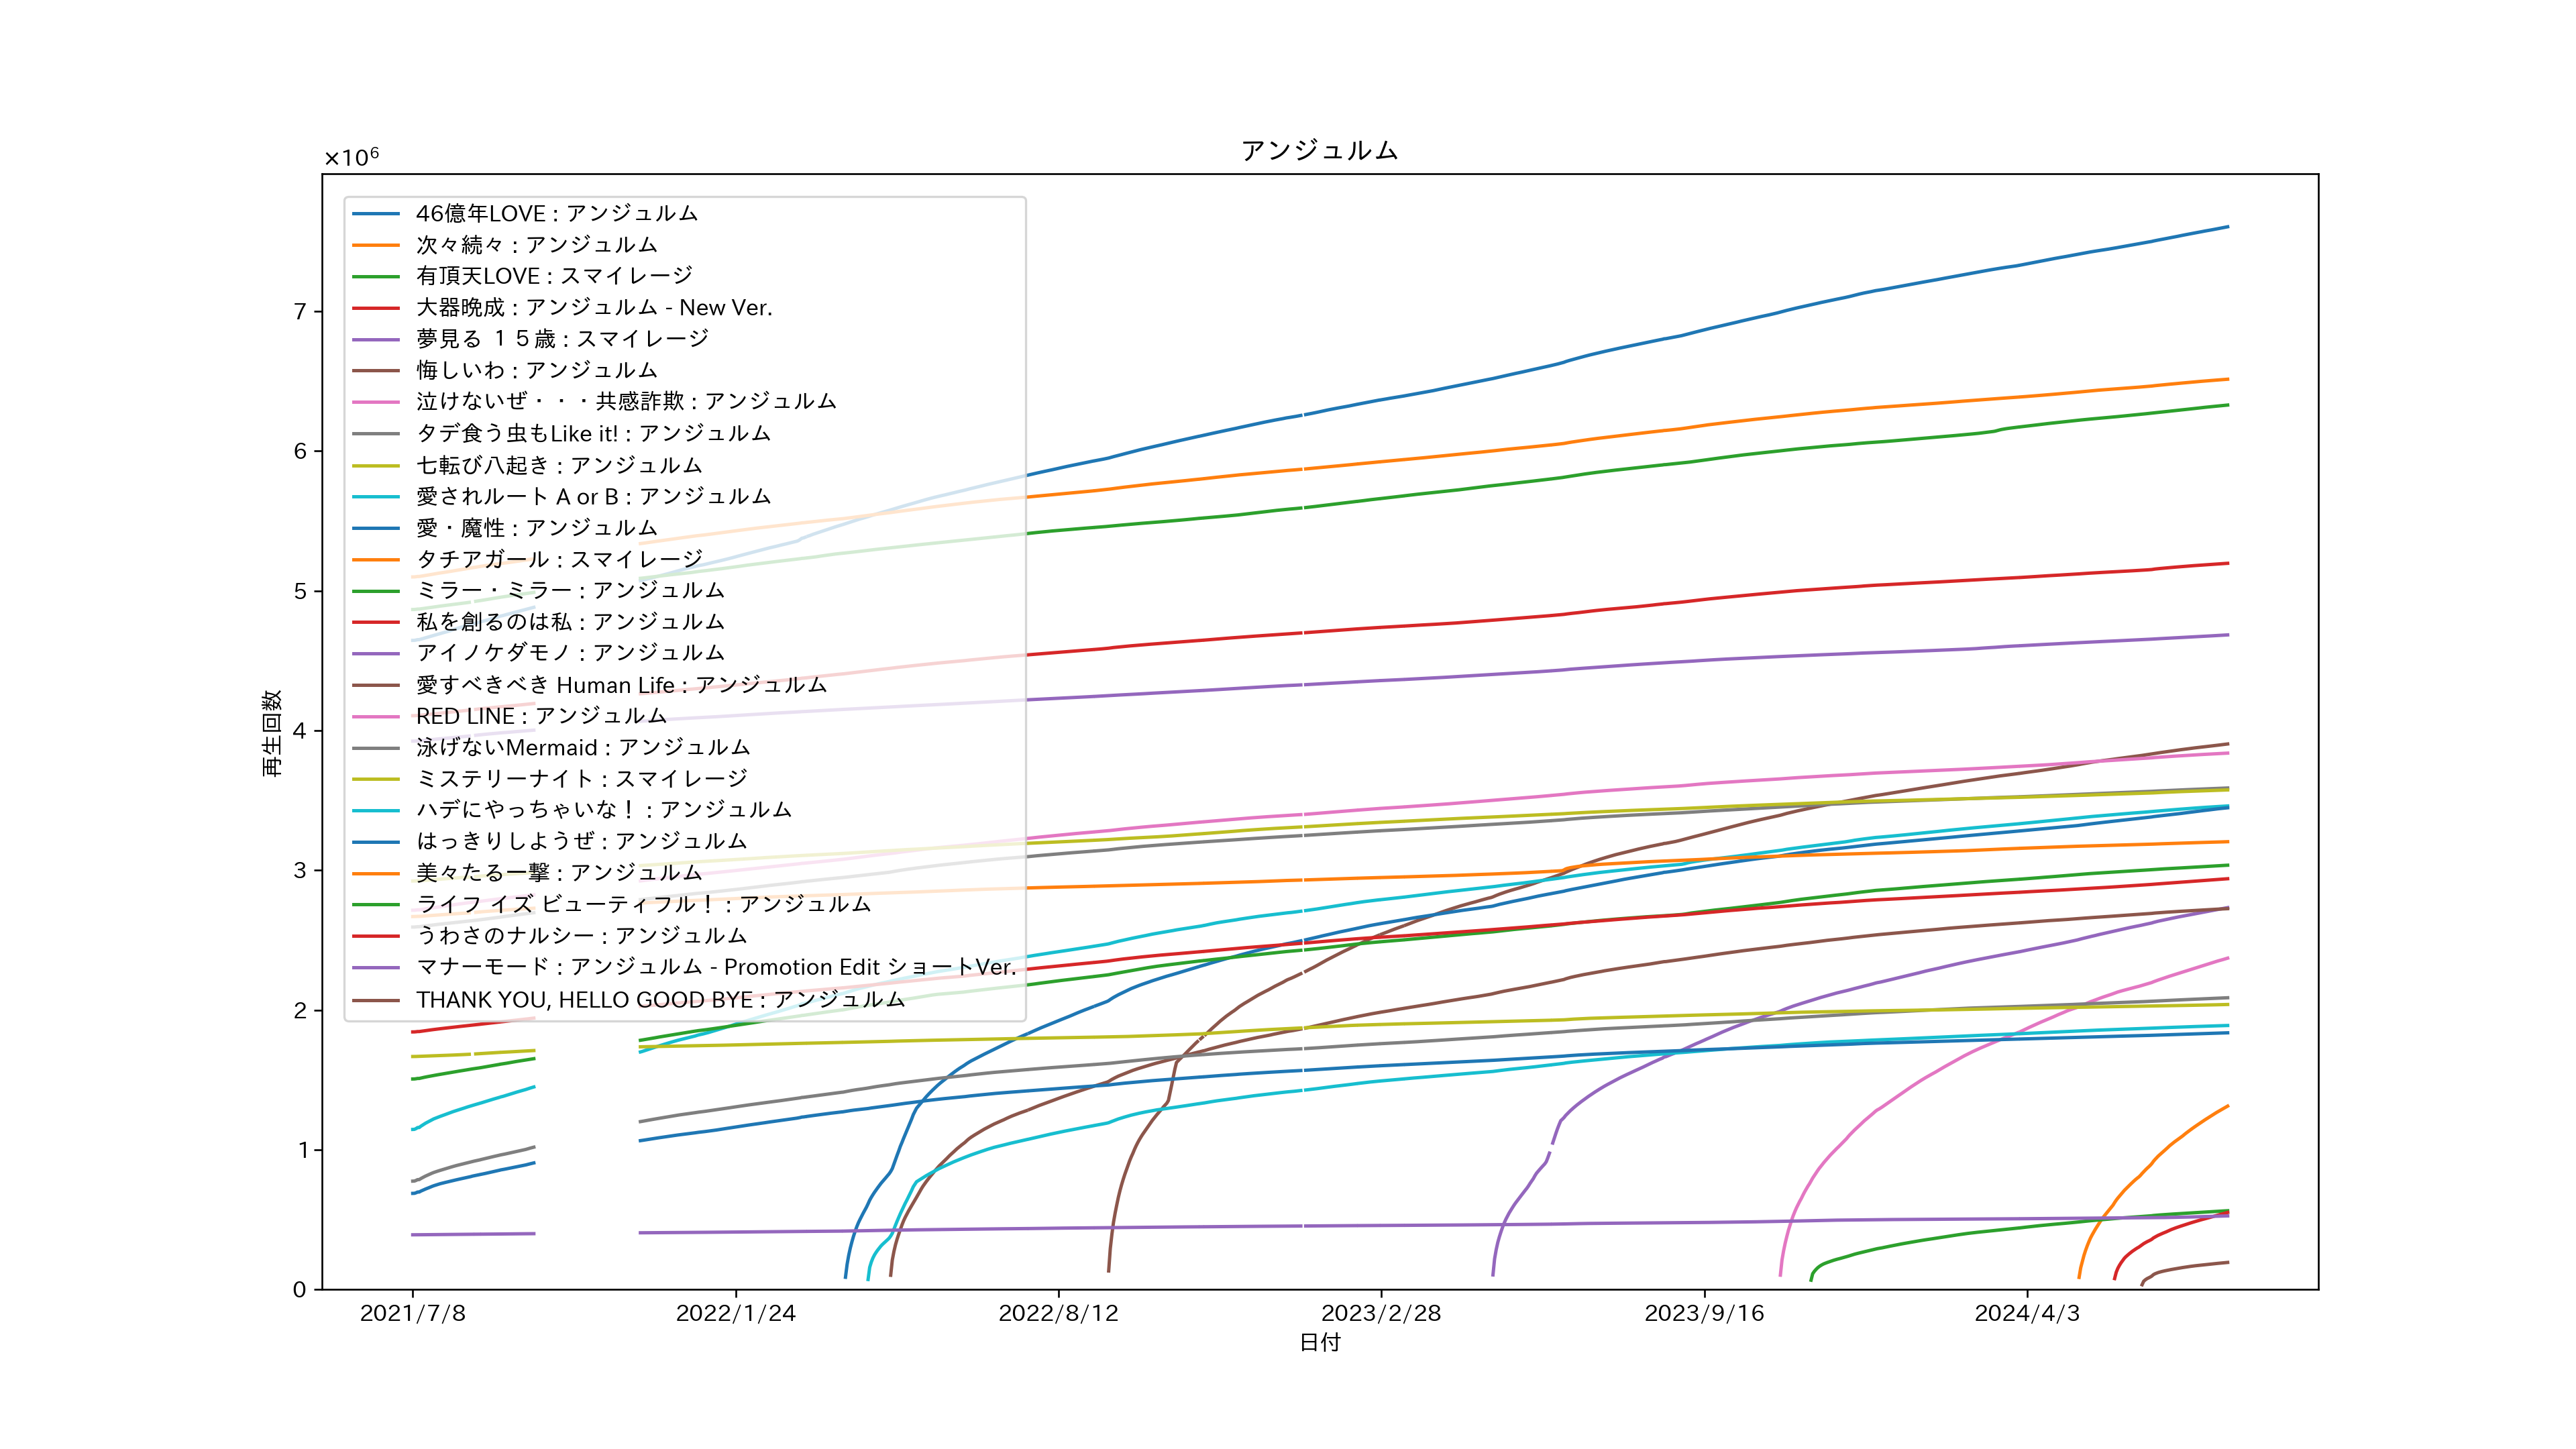 アンジュルム
×10⁶
46億年LOVE : アンジュルム
次々続々 : アンジュルム
有頂天LOVE : スマイレージ
大器晩成 : アンジュルム - New Ver.
夢見る １５歳 : スマイレージ
悔しいわ : アンジュルム
泣けないぜ・・・共感詐欺 : アンジュルム
タデ食う虫もLike it! : アンジュルム
七転び八起き : アンジュルム
愛されルート A or B : アンジュルム
愛・魔性 : アンジュルム
タチアガール : スマイレージ
ミラー・ミラー : アンジュルム
私を創るのは私 : アンジュルム
アイノケダモノ : アンジュルム
愛すべきべき Human Life : アンジュルム
RED LINE : アンジュルム
泳げないMermaid : アンジュルム
ミステリーナイト : スマイレージ
ハデにやっちゃいな！ : アンジュルム
はっきりしようぜ : アンジュルム
美々たる一撃 : アンジュルム
ライフ イズ ビューティフル！ : アンジュルム
うわさのナルシー : アンジュルム
マナーモード : アンジュルム - Promotion Edit ショートVer.
THANK YOU, HELLO GOOD BYE : アンジュルム
7
6
5
4
3
2
1
0
再生回数
2021/7/8
2022/1/24
2022/8/12
2023/2/28
2023/9/16
2024/4/3
日付